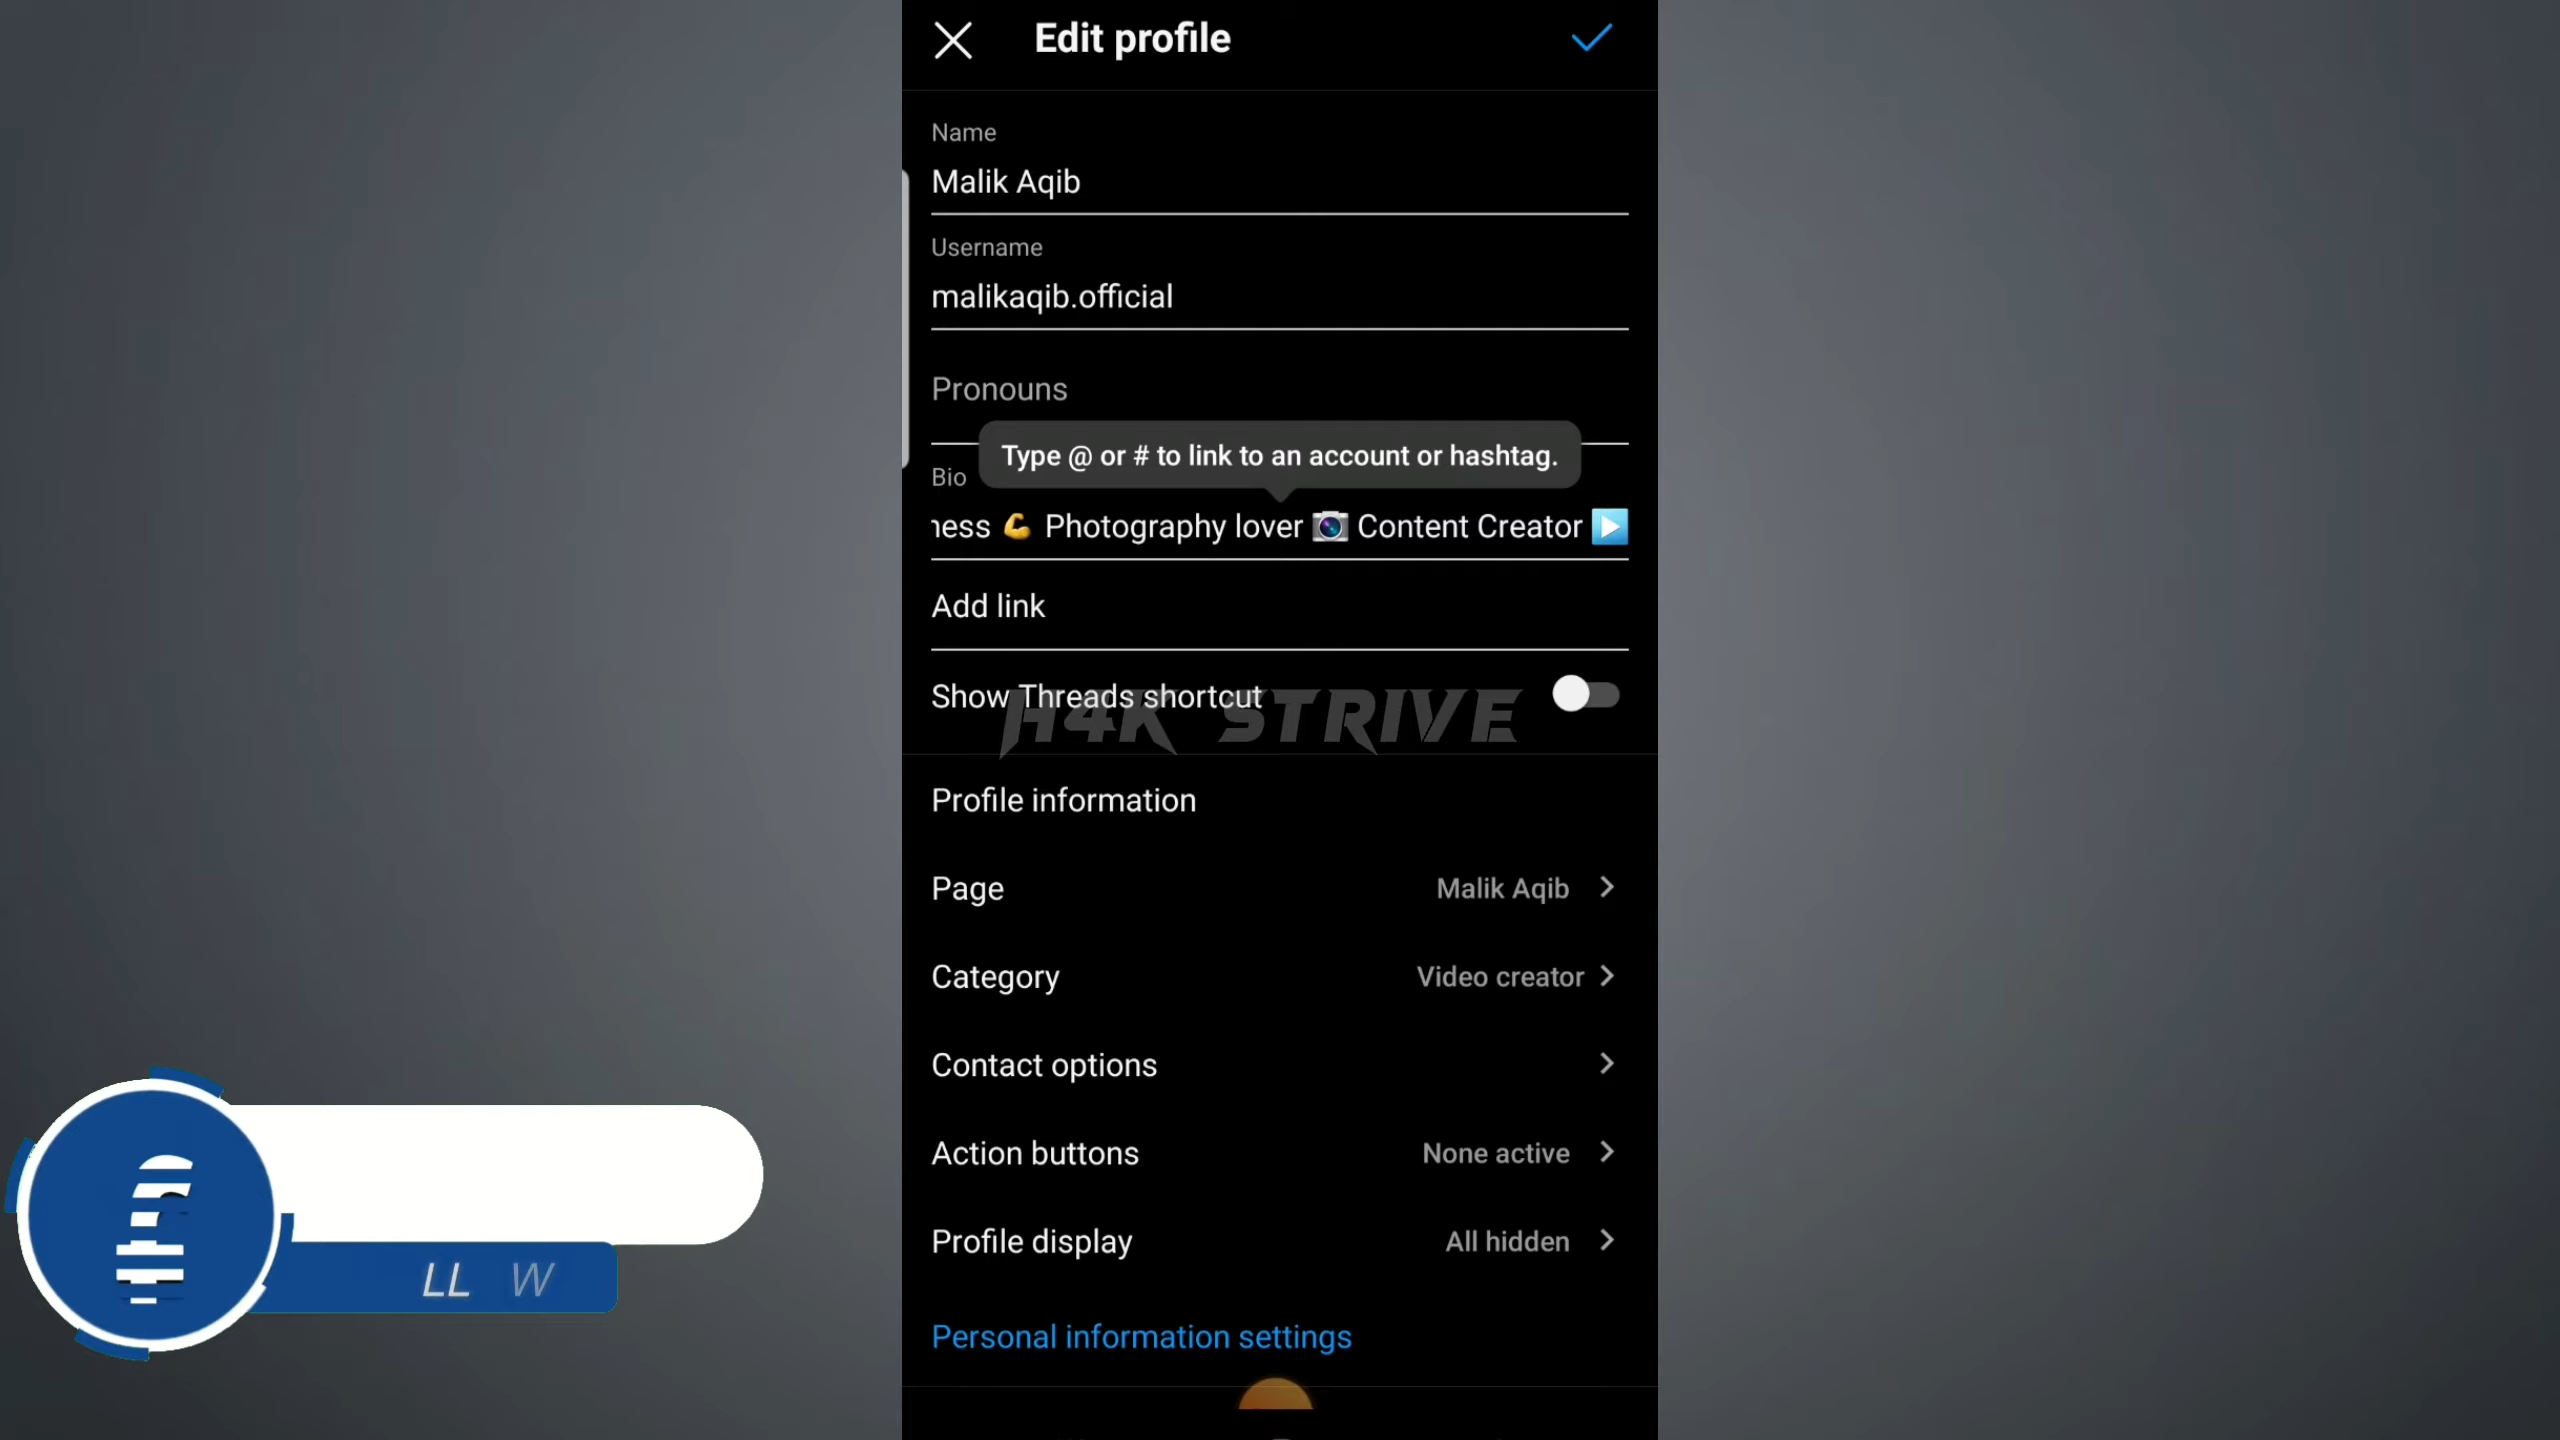 Edit profile
Name
Malik Aqib
Username
malikaqib.official
Pronouns
Type @ or # to link to an account or hashtag.
Bio
ness 💪 Photography lover 📷 Content Creator ▶️
Add link
Show Threads shortcut
H4K STRIVE
Profile information
Page Malik Aqib
Category Video creator
Contact options
Action buttons None active
Profile display All hidden
Personal information settings
LL W